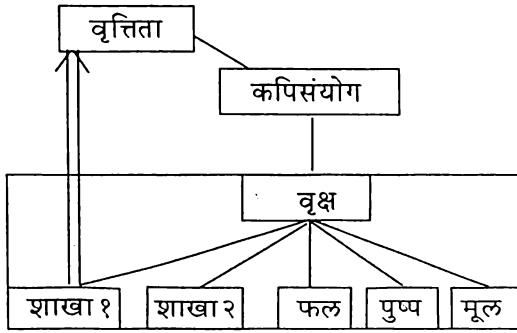 वृत्तिता
कपिसंयोग
वृक्ष
शाखा १ शाखा २ फल पुष्प मूल